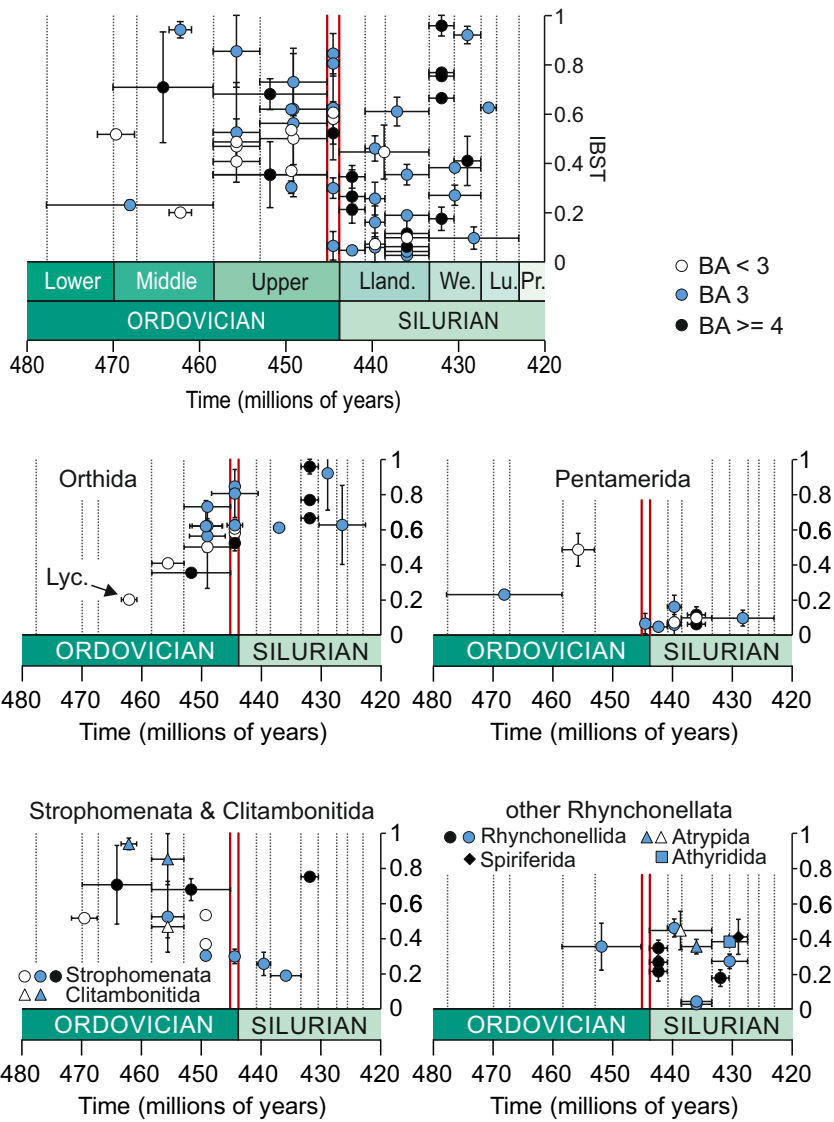 1
0.8
0.6
0.4
0.2
0
IBST
Lower Middle Upper Lland. We. Lu. Pr.
ORDOVICIAN SILURIAN
480 470 460 450 440 430 420
Time (millions of years)
BA < 3
BA 3
BA >= 4
Orthida
Lyc.
1
0.8
0.6
0.4
0.2
0
ORDOVICIAN SILURIAN
480 470 460 450 440 430 420
Time (millions of years)
Pentamerida
1
0.8
0.6
0.4
0.2
0
ORDOVICIAN SILURIAN
480 470 460 450 440 430 420
Time (millions of years)
Strophomenata & Clitambonitida
1
0.8
0.6
0.4
0.2
0
Strophomenata
Clitambonitida
ORDOVICIAN SILURIAN
480 470 460 450 440 430 420
Time (millions of years)
other Rhynchonellata
Rhynchonellida Atrypida
Spiriferida Athyridida
1
0.8
0.6
0.4
0.2
0
ORDOVICIAN SILURIAN
480 470 460 450 440 430 420
Time (millions of years)